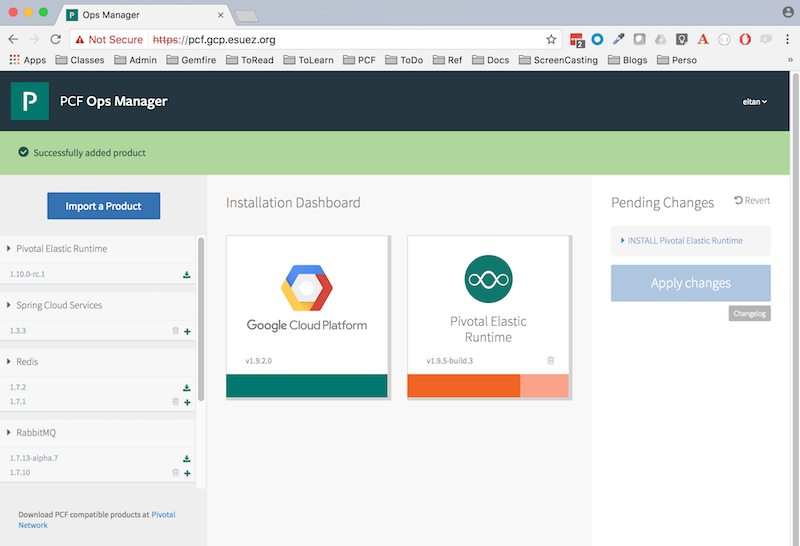 Ops Manager
Not Secure https://pcf.gcp.esuez.org
2
Apps Classes Admin Gemfire ToRead ToLearn PCF ToDo Ref Docs ScreenCasting Blogs Perso »
P PCF Ops Manager
eitan
Successfully added product
Import a Product
Pivotal Elastic Runtime
1.10.0-rc.1
Spring Cloud Services
1.3.3
Redis
1.7.2
1.7.1
RabbitMQ
1.7.13-alpha.7
1.7.10
Download PCF compatible products at Pivotal
Network
Installation Dashboard
Google Cloud Platform
v1.9.2.0
Pivotal Elastic
Runtime
v1.9.5-build.3
Pending Changes
Revert
INSTALL Pivotal Elastic Runtime
Apply changes
Changelog